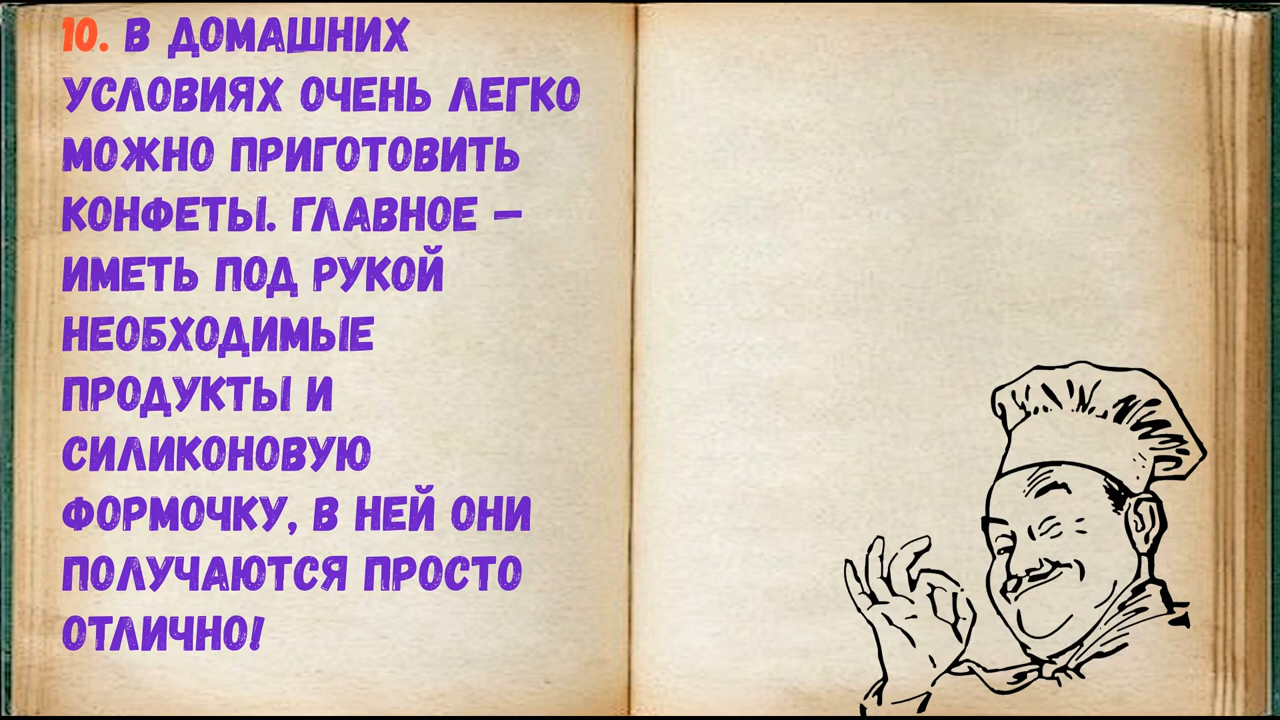 10. В ДОМАШНИХ
УСЛОВИЯХ ОЧЕНЬ ЛЕГКО
МОЖНО ПРИГОТОВИТЬ
КОНФЕТЫ. ГЛАВНОЕ –
ИМЕТЬ ПОД РУКОЙ
НЕОБХОДИМЫЕ
ПРОДУКТЫ И
СИЛИКОНОВУЮ
ФОРМОЧКУ, В НЕЙ ОНИ
ПОЛУЧАЮТСЯ ПРОСТО
ОТЛИЧНО!